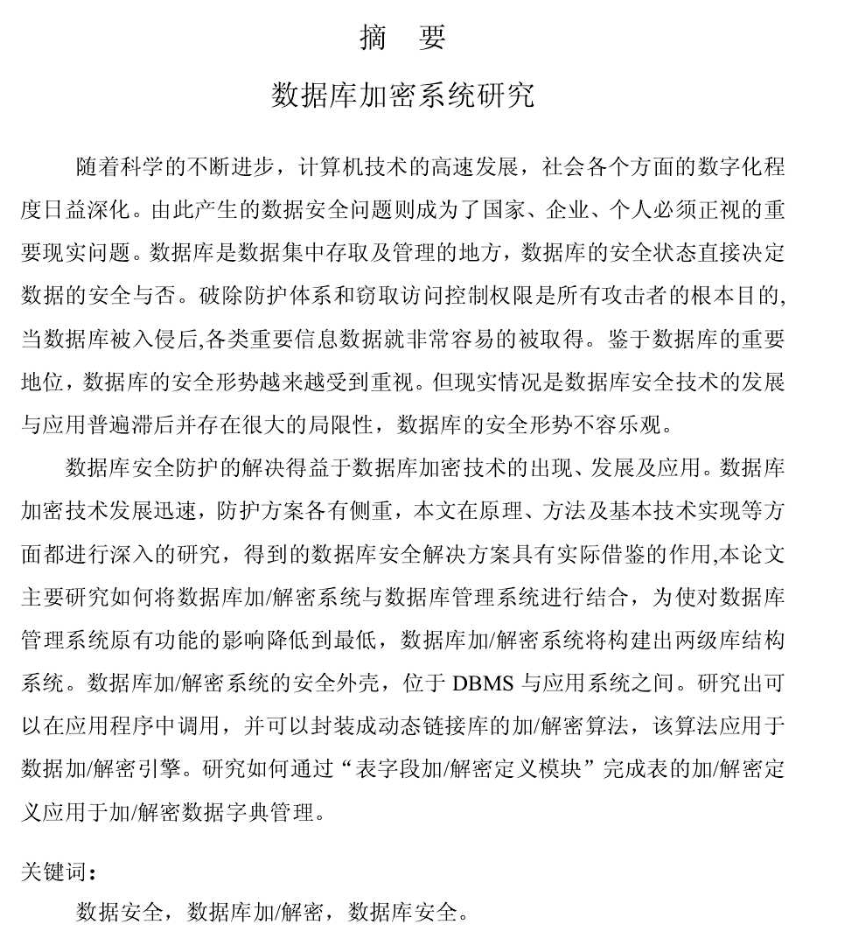 摘 要
数据库加密系统研究
随着科学的不断进步，计算机技术的高速发展，社会各个方面的数字化程
度日益深化。由此产生的数据安全问题则成为了国家、企业、个人必须正视的重
要现实问题。数据库是数据集中存取及管理的地方，数据库的安全状态直接决定
数据的安全与否。破除防护体系和窃取访问控制权限是所有攻击者的根本目的,
当数据库被入侵后,各类重要信息数据就非常容易的被取得。鉴于数据库的重要
地位，数据库的安全形势越来越受到重视。但现实情况是数据库安全技术的发展
与应用普遍滞后并存在很大的局限性，数据库的安全形势不容乐观。
数据库安全防护的解决得益于数据库加密技术的出现、发展及应用。数据库
加密技术发展迅速，防护方案各有侧重，本文在原理、方法及基本技术实现等方
面都进行深入的研究，得到的数据库安全解决方案具有实际借鉴的作用,本论文
主要研究如何将数据库加/解密系统与数据库管理系统进行结合，为使对数据库
管理系统原有功能的影响降低到最低，数据库加/解密系统将构建出两级库结构
系统。数据库加/解密系统的安全外壳，位于 DBMS 与应用系统之间。研究出可
以在应用程序中调用，并可以封装成动态链接库的加/解密算法，该算法应用于
数据加/解密引擎。研究如何通过“表字段加/解密定义模块”完成表的加/解密定
义应用于加/解密数据字典管理。
关键词：
数据安全，数据库加/解密，数据库安全。